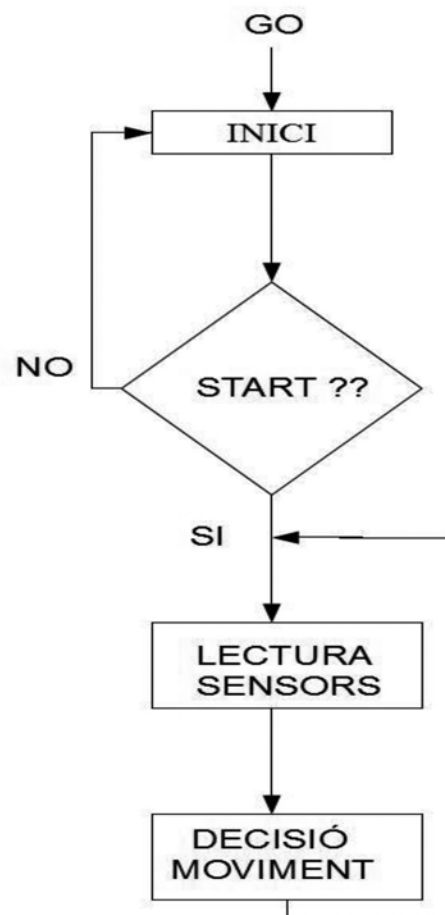 GO
INICI
START ??
NO
SI
LECTURA
SENSORS
DECISIÓ
MOVIMENT